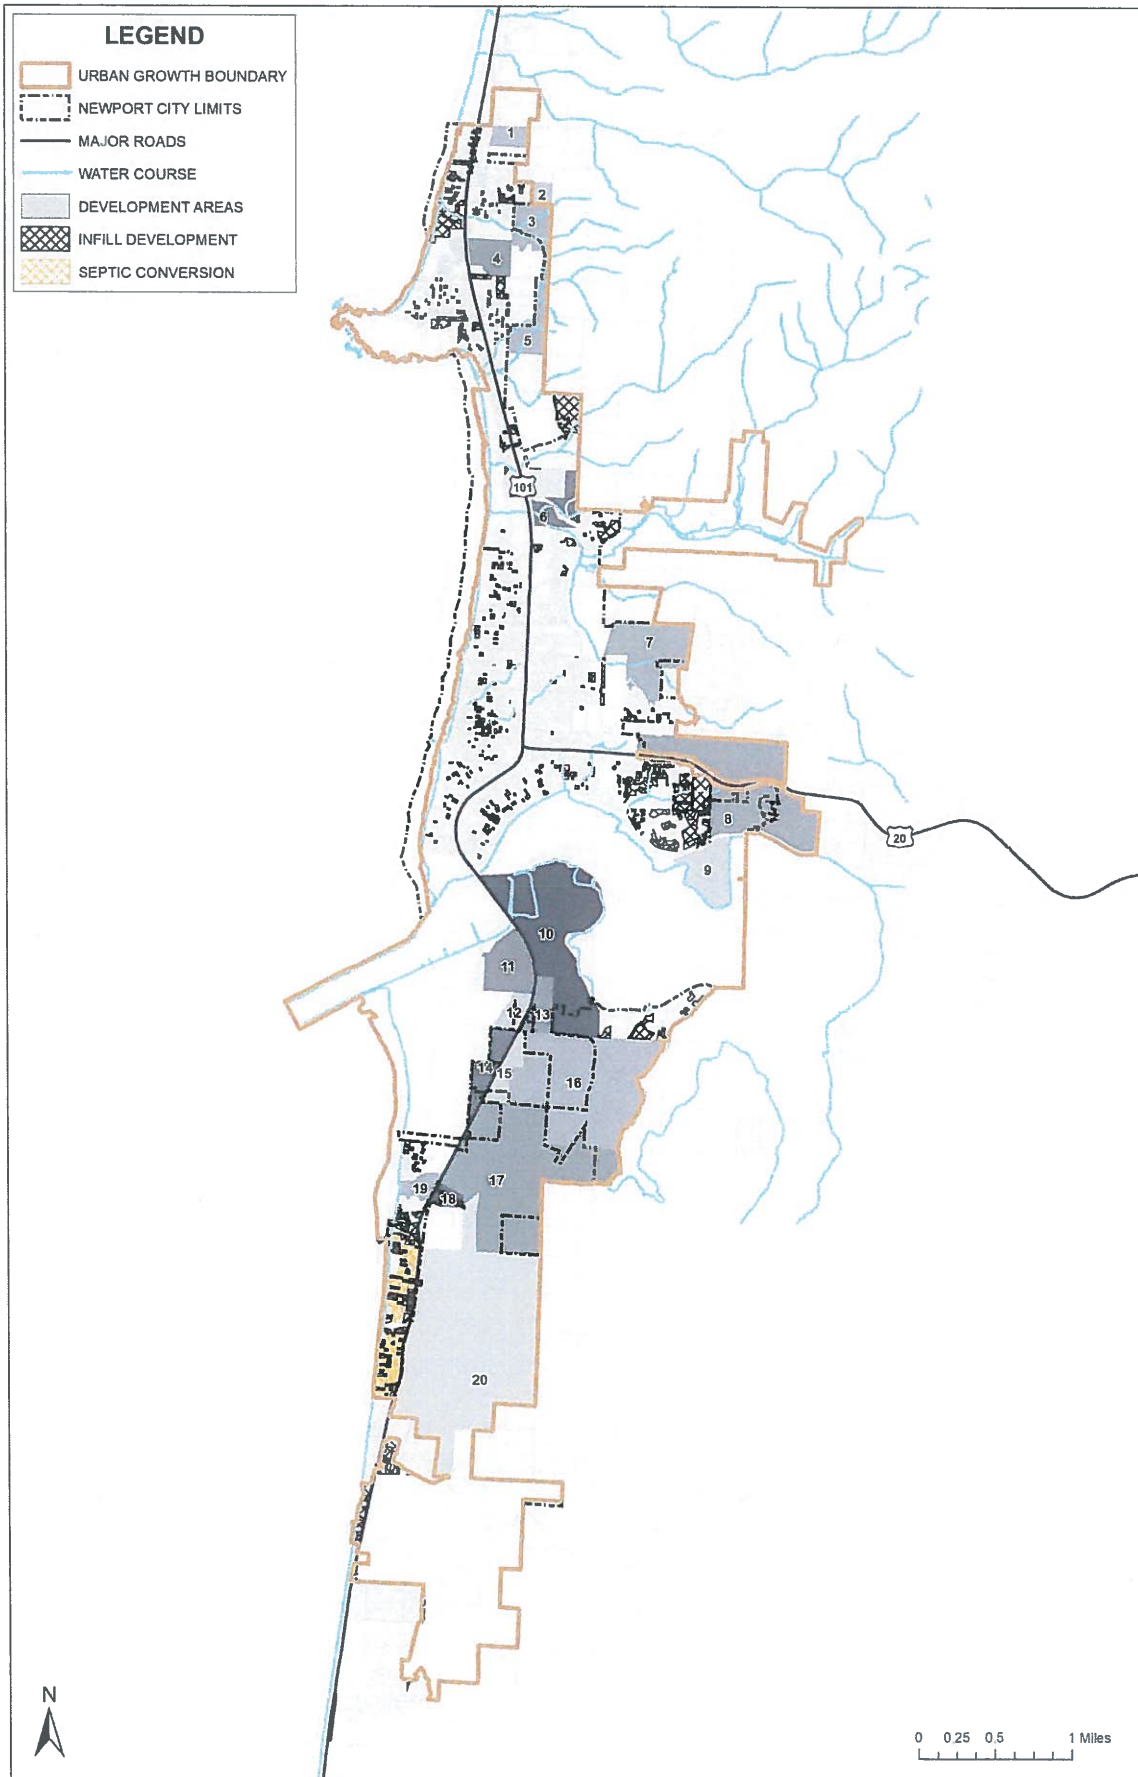 LEGEND
URBAN GROWTH BOUNDARY
NEWPORT CITY LIMITS
MAJOR ROADS
WATER COURSE
DEVELOPMENT AREAS
INFILL DEVELOPMENT
SEPTIC CONVERSION
1
2
3
4
5
101
6
7
8
20
9
10
11
12
13
14
15
16
17
19
18
20
N
0 0.25 0.5 1 Miles